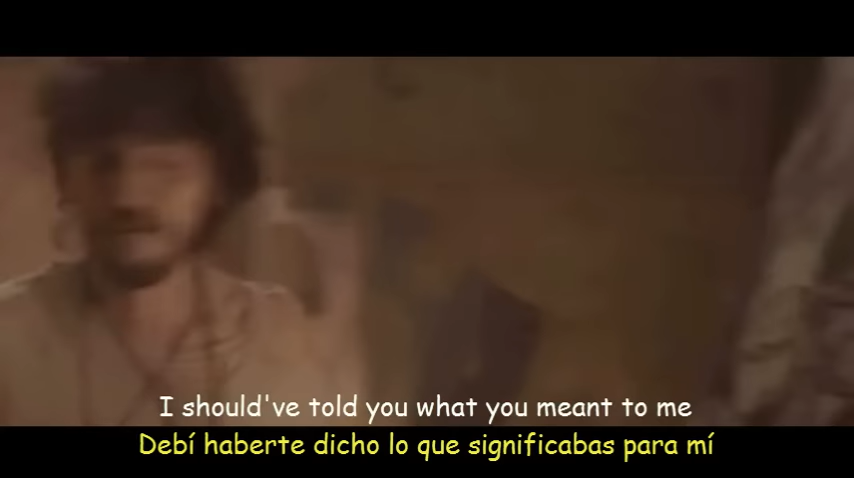 I should've told you what you meant to me
Debí haberte dicho lo que significabas para mí